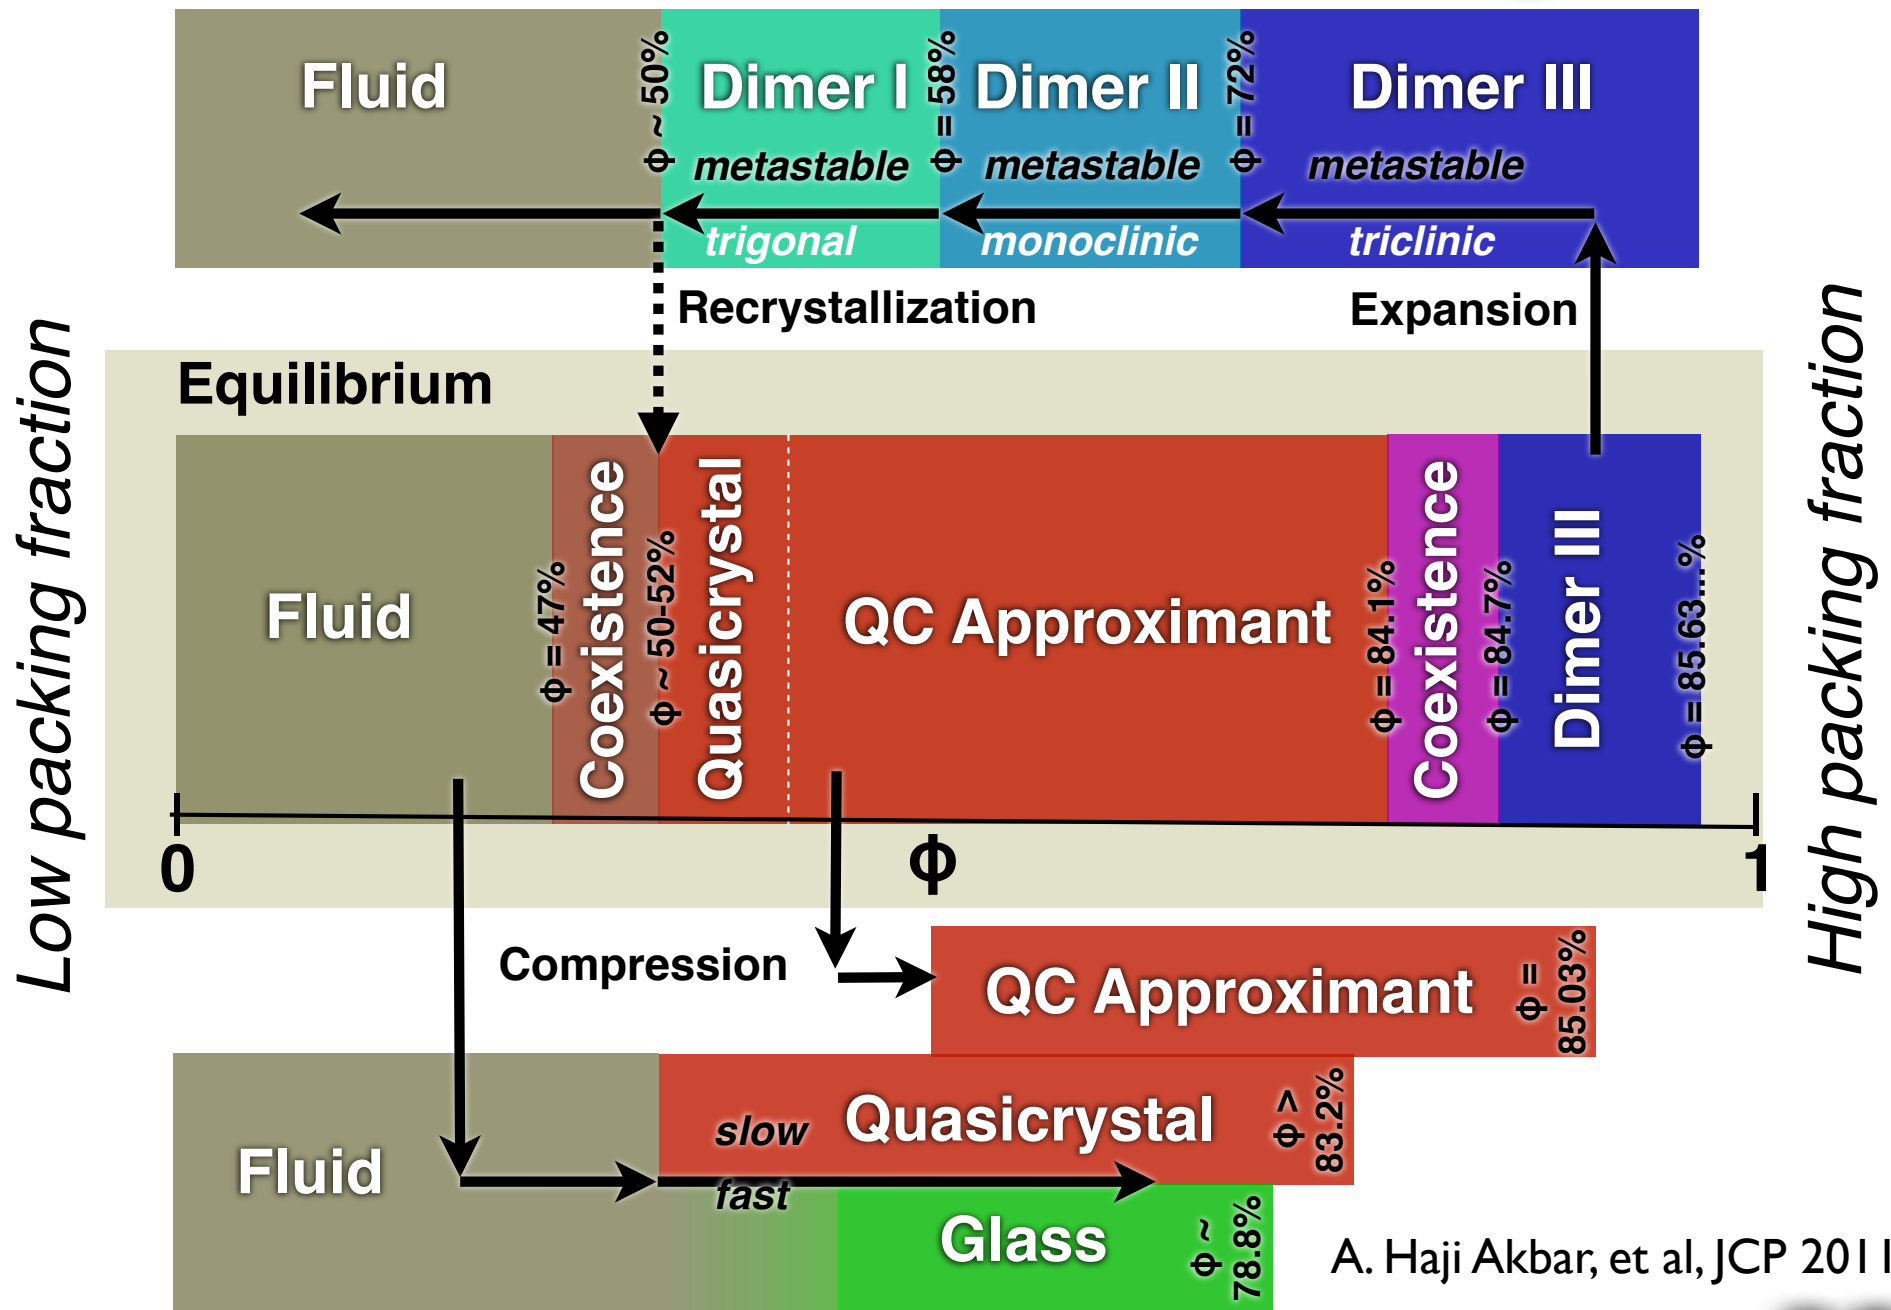 Fluid
ϕ ~ 50%
Dimer I
ϕ = 58%
Dimer II
ϕ = 72%
Dimer III
metastable
metastable
metastable
trigonal
monoclinic
triclinic
Recrystallization
Expansion
Low packing fraction
High packing fraction
Equilibrium
Fluid
ϕ = 47%
Coexistence
ϕ ~ 50-52%
Quasicrystal
QC Approximant
ϕ = 84.1%
Coexistence
ϕ = 84.7%
Dimer III
ϕ = 85.63...%
0
ϕ
1
Compression
QC Approximant
ϕ =
85.03%
Fluid
slow
Quasicrystal
ϕ >
83.2%
fast
Glass
ϕ ~
78.8%
A. Haji Akbar, et al, JCP 2011